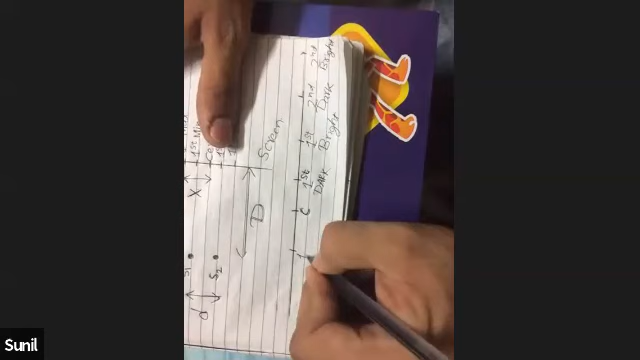 S1
S2
d
D
X
Screen
C
1st
DARK
1st
Bright
2nd
Dark
2nd
Bright
Sunil